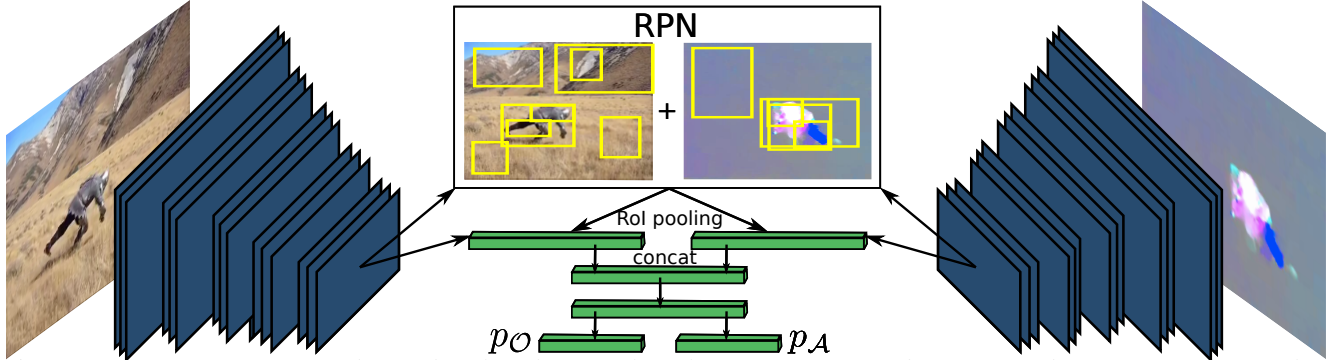 RPN
+
RoI pooling
concat
p𝒪
p𝒜